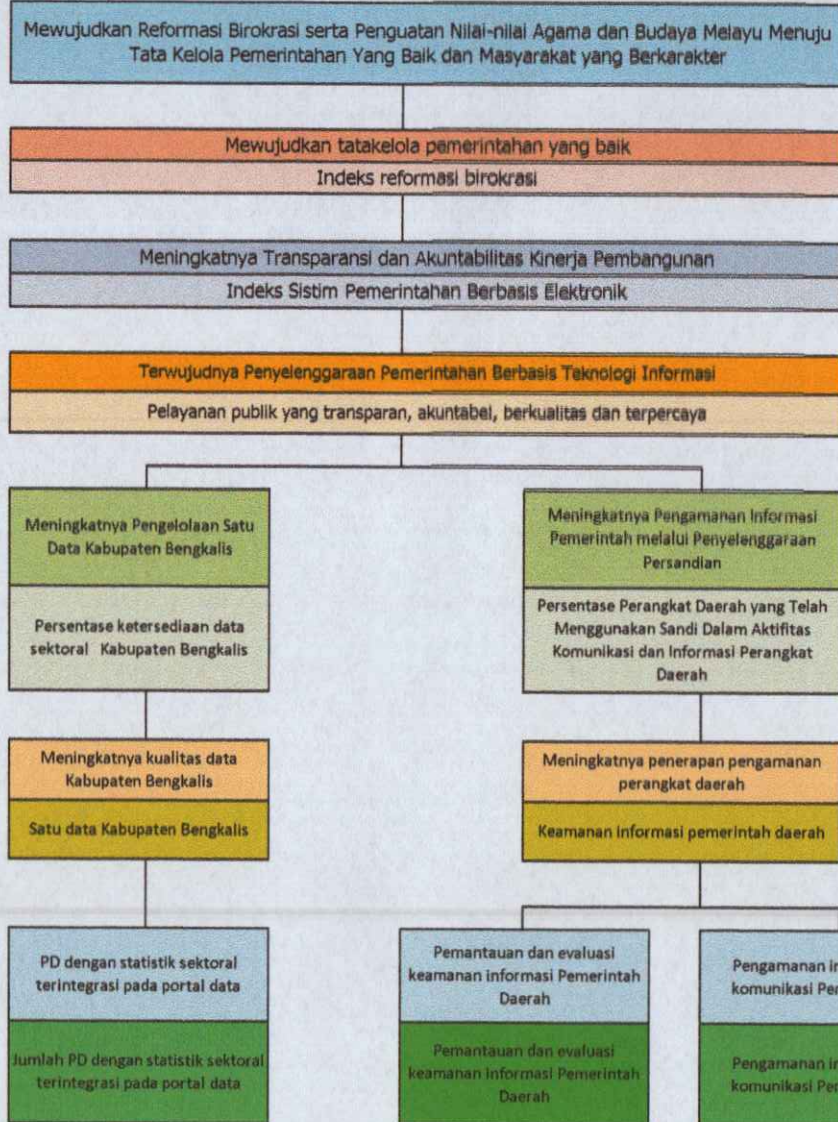 Mewujudkan Reformasi Birokrasi serta Penguatan Nilai-nilai Agama dan Budaya Melayu Menuju
Tata Kelola Pemerintahan Yang Baik dan Masyarakat yang Berkarakter
Mewujudkan tatakelola pemerintahan yang baik
Indeks reformasi birokrasi
Meningkatnya Transparansi dan Akuntabilitas Kinerja Pembangunan
Indeks Sistim Pemerintahan Berbasis Elektronik
Terwujudnya Penyelenggaraan Pemerintahan Berbasis Teknologi Informasi
Pelayanan publik yang transparan, akuntabel, berkualitas dan terpercaya
Meningkatnya Pengelolaan Satu
Data Kabupaten Bengkalis
Persentase ketersediaan data
sektoral Kabupaten Bengkalis
Meningkatnya kualitas data
Kabupaten Bengkalis
Satu data Kabupaten Bengkalis
PD dengan statistik sektoral
terintegrasi pada portal data
Jumlah PD dengan statistik sektoral
terintegrasi pada portal data
Meningkatnya Pengamanan Informasi
Pemerintah melalui Penyelenggaraan
Persandian
Persentase Perangkat Daerah yang Telah
Menggunakan Sandi Dalam Aktifitas
Komunikasi dan Informasi Perangkat
Daerah
Meningkatnya penerapan pengamanan
perangkat daerah
Keamanan informasi pemerintah daerah
Pemantauan dan evaluasi
keamanan informasi Pemerintah
Daerah
Pemantauan dan evaluasi
keamanan informasi Pemerintah
Daerah
Pengamanan
komunikasi
Pengamanan
komunikasi